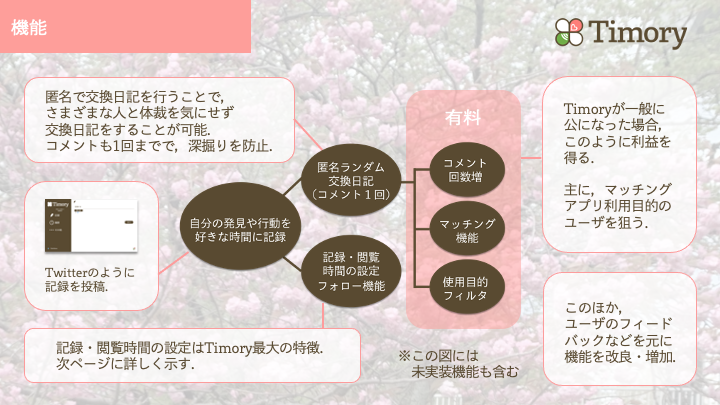 機能
Timory
匿名で交換日記を行うことで，
さまざまな人と体裁を気にせず
交換日記をすることが可能．
コメントも1回までで，深掘りを防止．
有料
Timoryが一般に
公になった場合，
このように利益を
得る．
主に，マッチング
アプリ利用目的の
ユーザを狙う．
匿名ランダム
交換日記
（コメント１回）
コメント
回数増
自分の発見や行動を
好きな時間に記録
マッチング
機能
記録・閲覧
時間の設定
フォロー機能
使用目的
フィルタ
Timory
Twitterのように
記録を投稿．
記録・閲覧時間の設定はTimory最大の特徴．
次ページに詳しく示す．
※この図には
未実装機能も含む
このほか，
ユーザのフィード
バックなどを元に
機能を改良・増加．